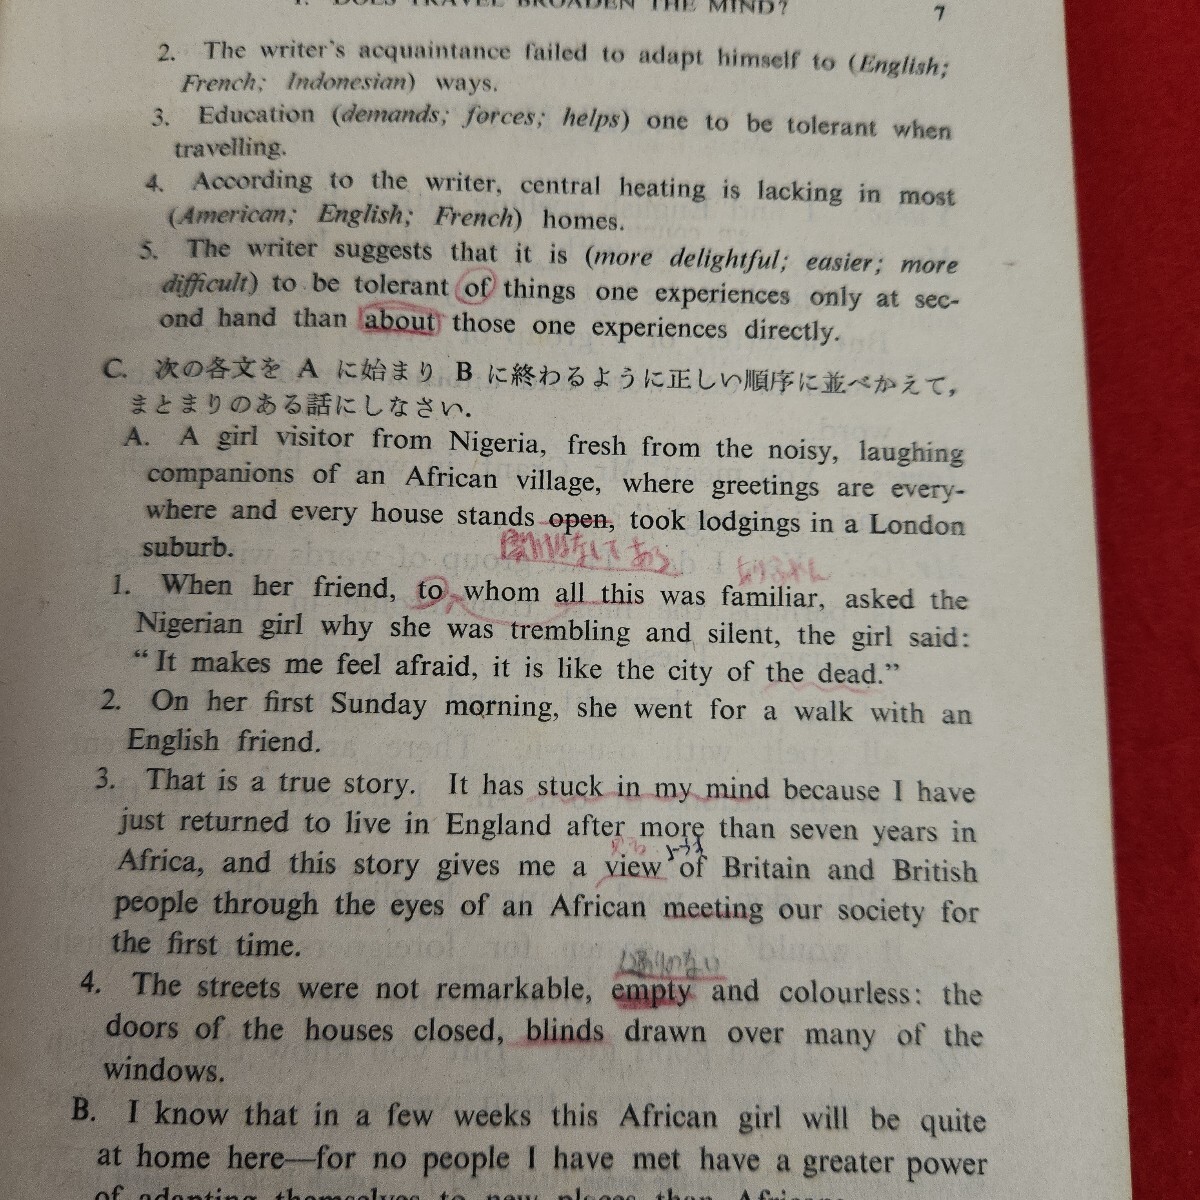 1. DOES TRAVEL BROADEN THE MIND? 7
2. The writer's acquaintance failed to adapt himself to (English;
French; Indonesian) ways.
3. Education (demands; forces; helps) one to be tolerant when
travelling.
4. According to the writer, central heating is lacking in most
(American; English; French) homes.
5. The writer suggests that it is (more delightful; easier; more
difficult) to be tolerant of things one experiences only at sec-
ond hand than about those one experiences directly.
C. 次の各文を A に始まり B に終わるように正しい順序に並べかえて,
まとまりのある話にしなさい.
A. A girl visitor from Nigeria, fresh from the noisy, laughing
companions of an African village, where greetings are every-
where and every house stands open, took lodgings in a London
suburb.
1. When her friend, to whom all this was familiar, asked the
Nigerian girl why she was trembling and silent, the girl said:
"It makes me feel afraid, it is like the city of the dead."
2. On her first Sunday morning, she went for a walk with an
English friend.
3. That is a true story. It has stuck in my mind because I have
just returned to live in England after more than seven years in
Africa, and this story gives me a view of Britain and British
people through the eyes of an African meeting our society for
the first time.
4. The streets were not remarkable, empty and colourless: the
doors of the houses closed, blinds drawn over many of the
windows.
B. I know that in a few weeks this African girl will be quite
at home here—for no people I have met have a greater power
of adapting themselves to new places than Africans